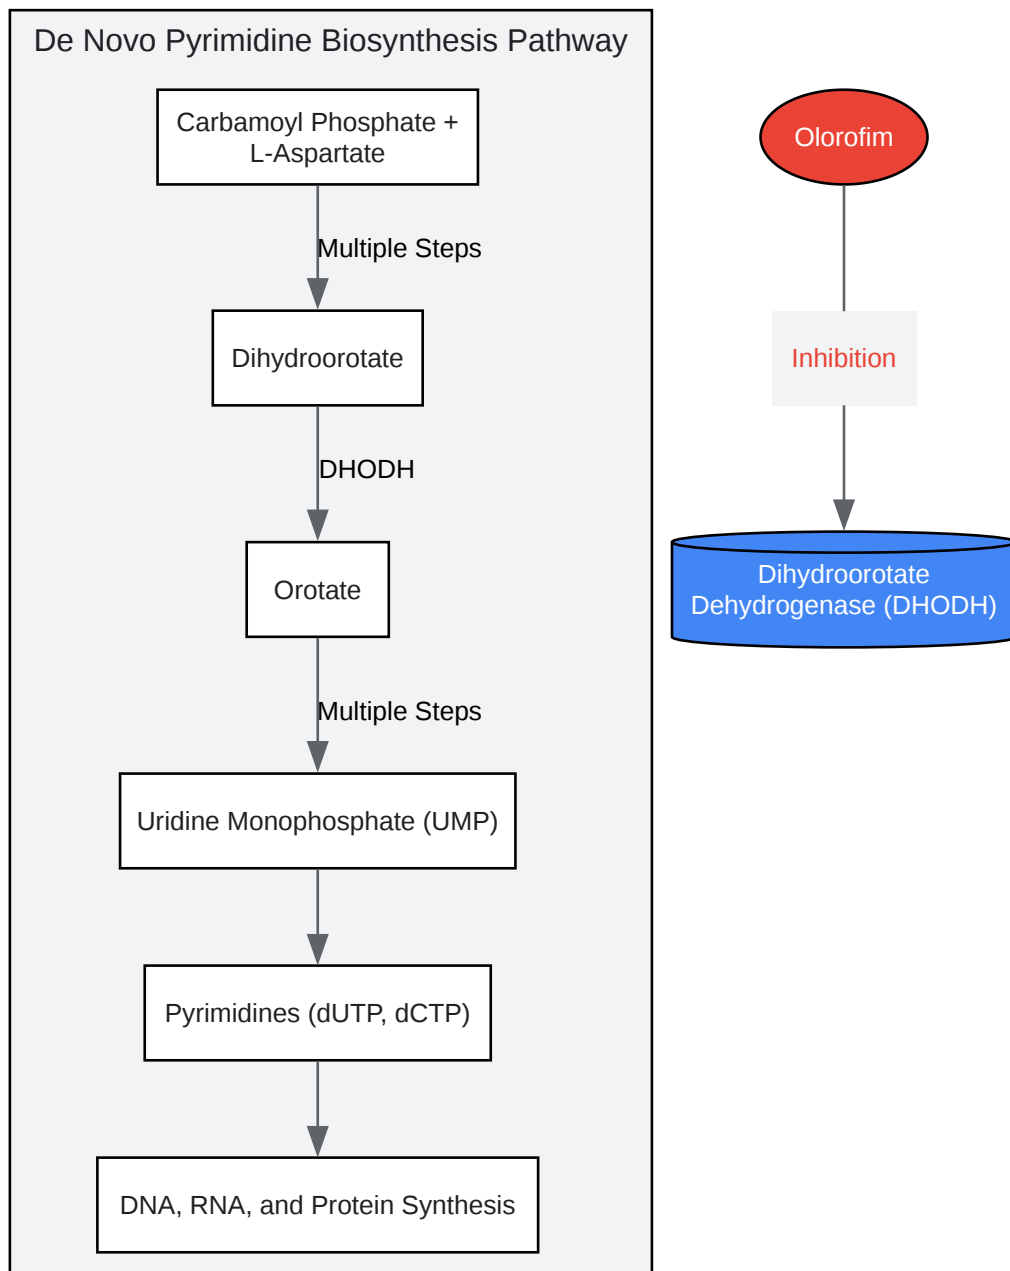 De Novo Pyrimidine Biosynthesis Pathway
Carbamoyl Phosphate +
L-Aspartate
Multiple Steps
Dihydroorotate
DHODH
Orotate
Multiple Steps
Uridine Monophosphate (UMP)
Pyrimidines (dUTP, dCTP)
DNA, RNA, and Protein Synthesis
Olorofim
Inhibition
Dihydroorotate
Dehydrogenase (DHODH)